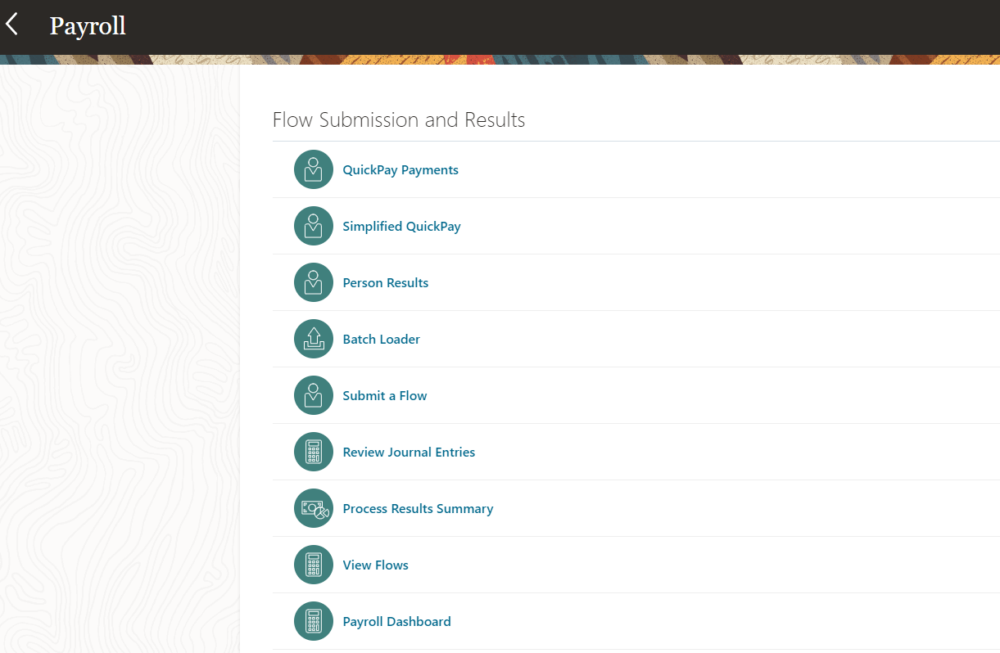 Payroll
Flow Submission and Results
QuickPay Payments
Simplified QuickPay
Person Results
Batch Loader
Submit a Flow
Review Journal Entries
Process Results Summary
View Flows
Payroll Dashboard